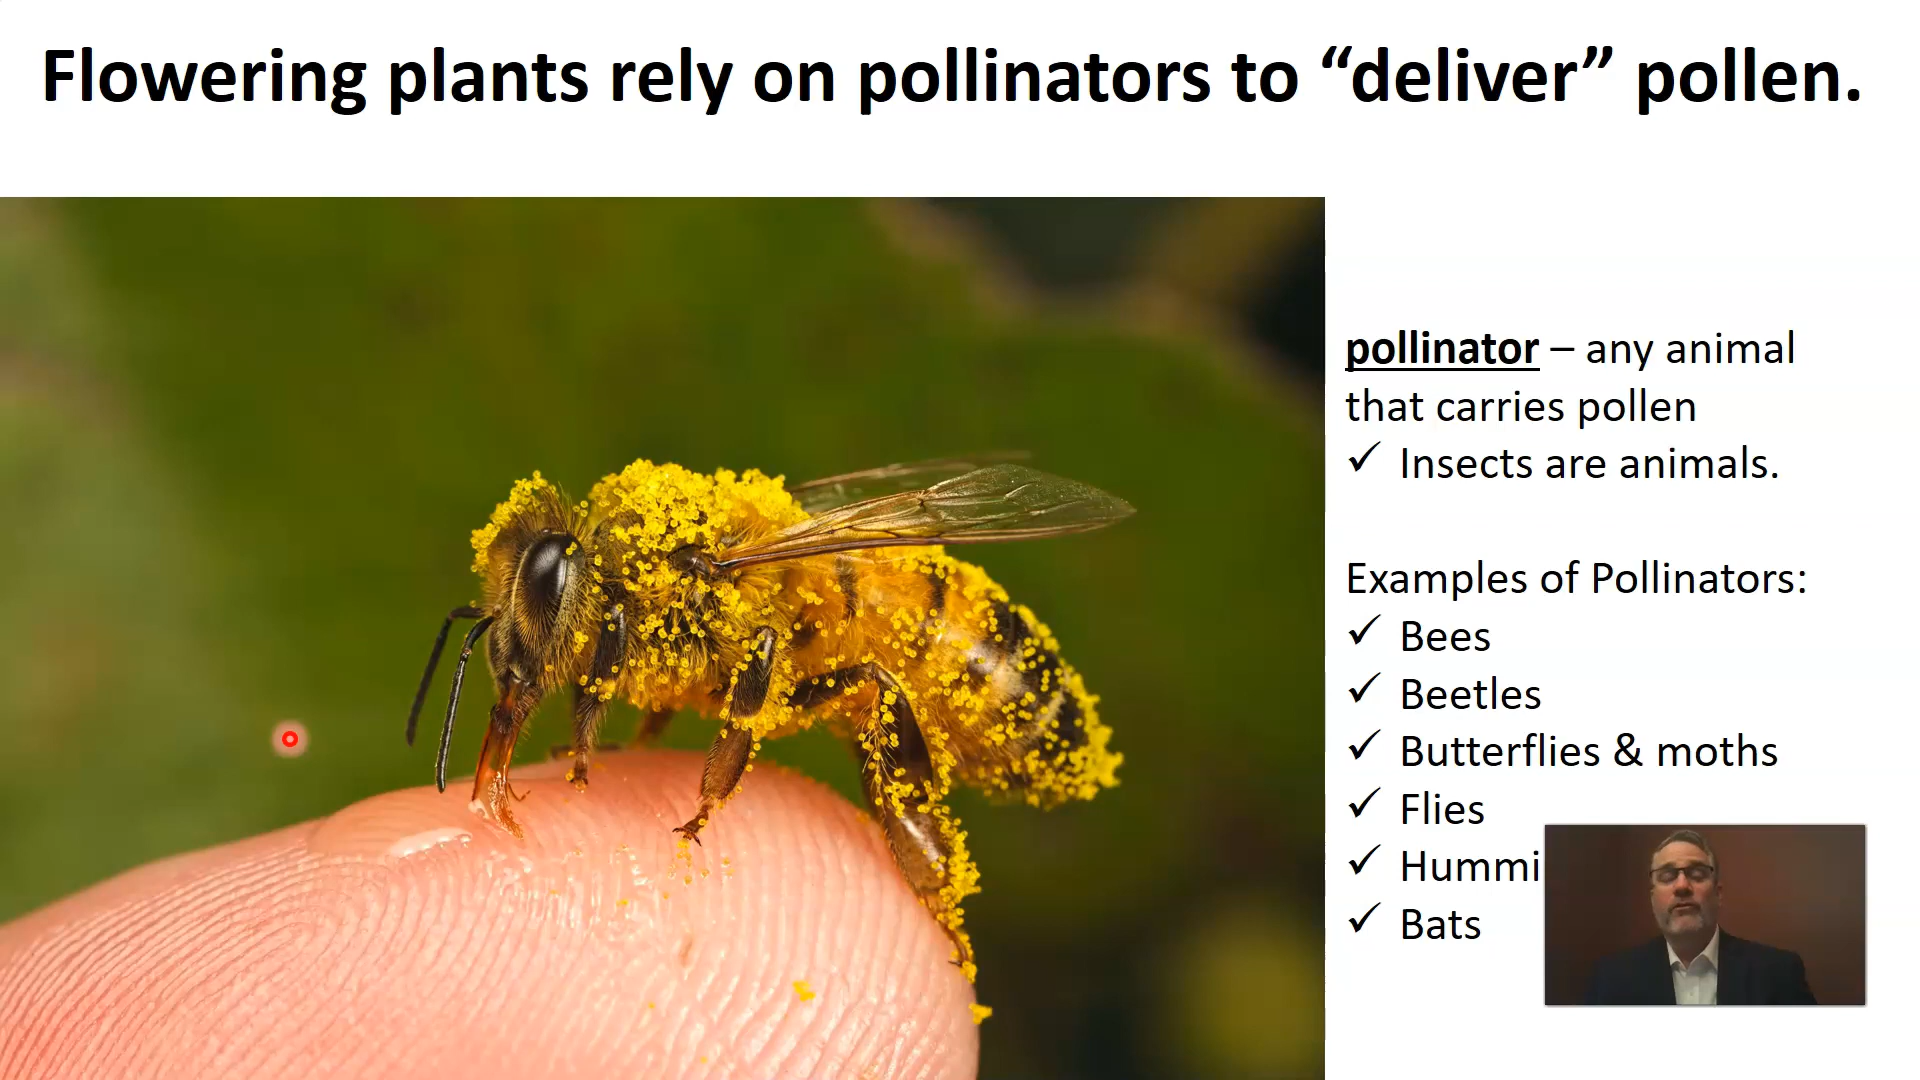 Flowering plants rely on pollinators to “deliver” pollen.
pollinator – any animal
that carries pollen
✓ Insects are animals.
Examples of Pollinators:
✓ Bees
✓ Beetles
✓ Butterflies & moths
✓ Flies
✓ Hummi
✓ Bats